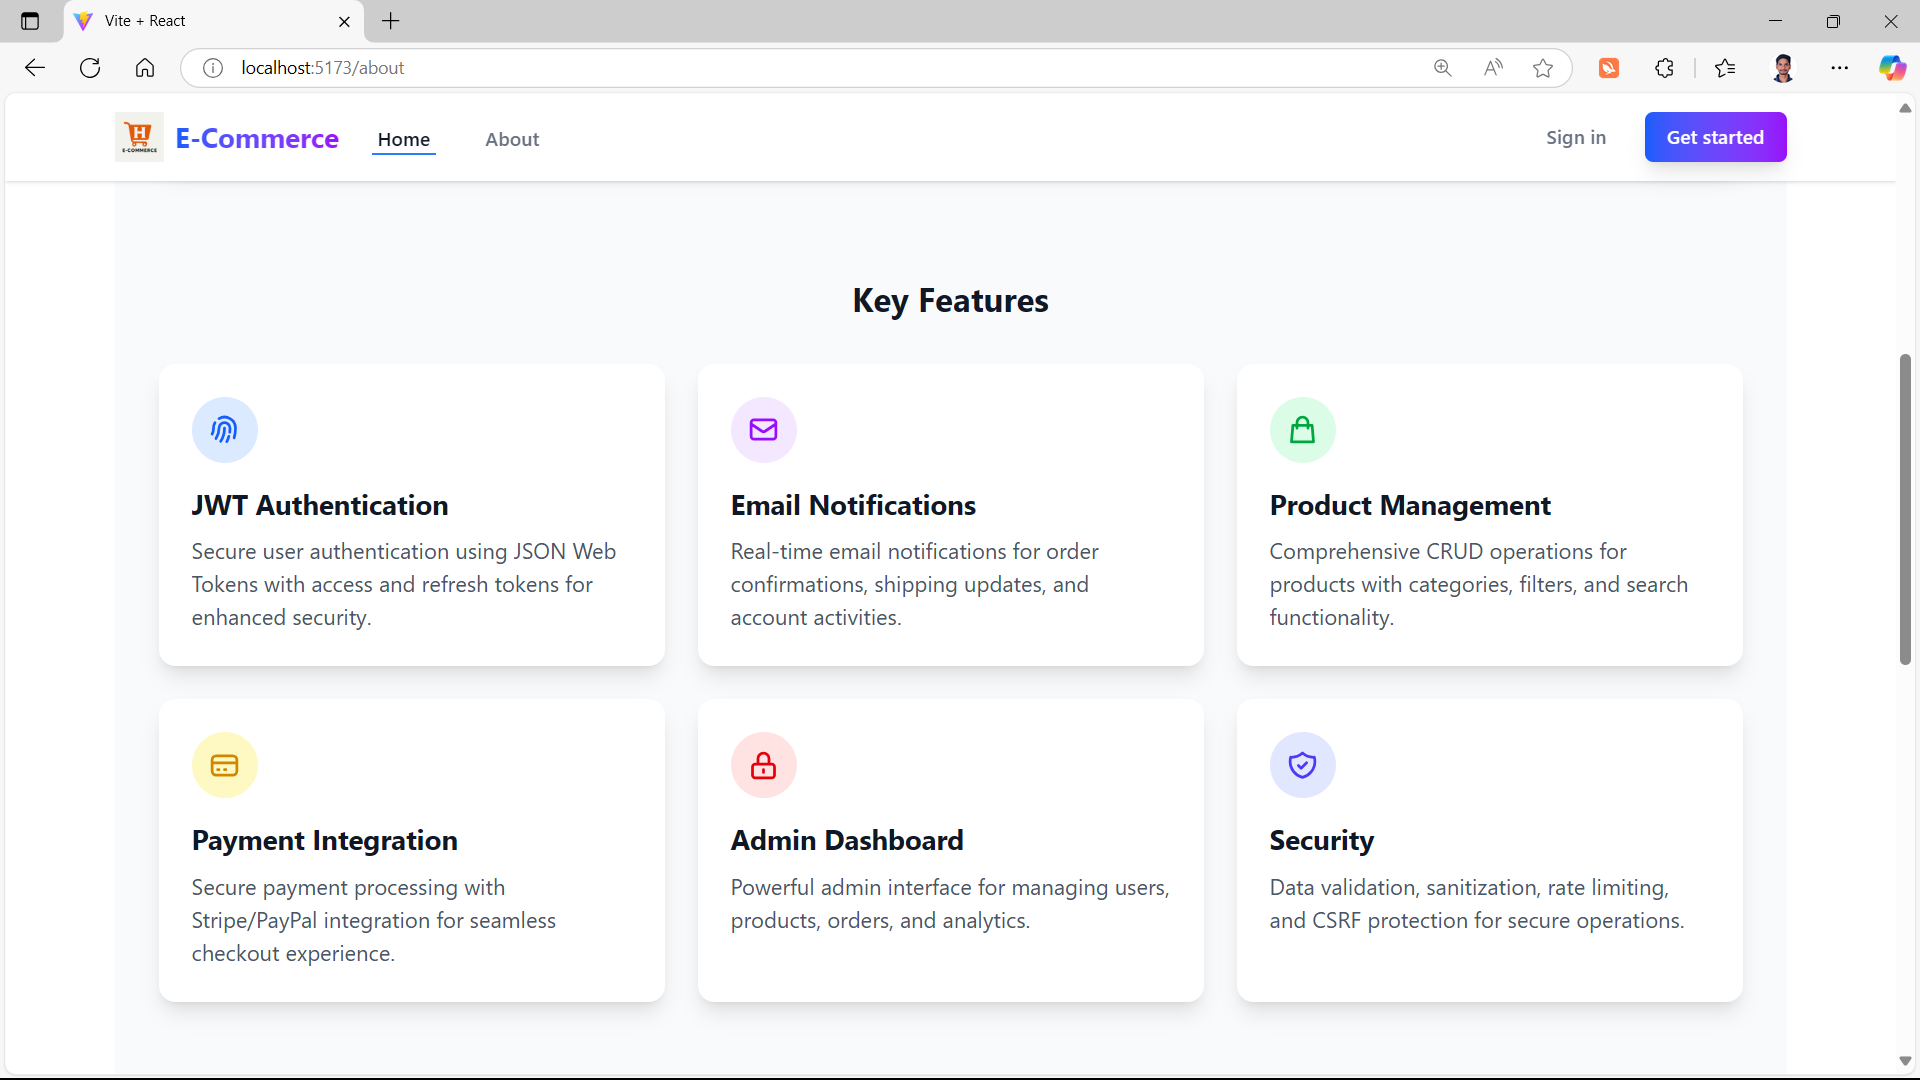 Vite + React
localhost:5173/about
H
E-COMMERCE
E-Commerce
Home
About
Sign in
Get started
Key Features
JWT Authentication
Secure user authentication using JSON Web
Tokens with access and refresh tokens for
enhanced security.
Email Notifications
Real-time email notifications for order
confirmations, shipping updates, and
account activities.
Product Management
Comprehensive CRUD operations for
products with categories, filters, and search
functionality.
Payment Integration
Secure payment processing with
Stripe/PayPal integration for seamless
checkout experience.
Admin Dashboard
Powerful admin interface for managing users,
products, orders, and analytics.
Security
Data validation, sanitization, rate limiting,
and CSRF protection for secure operations.